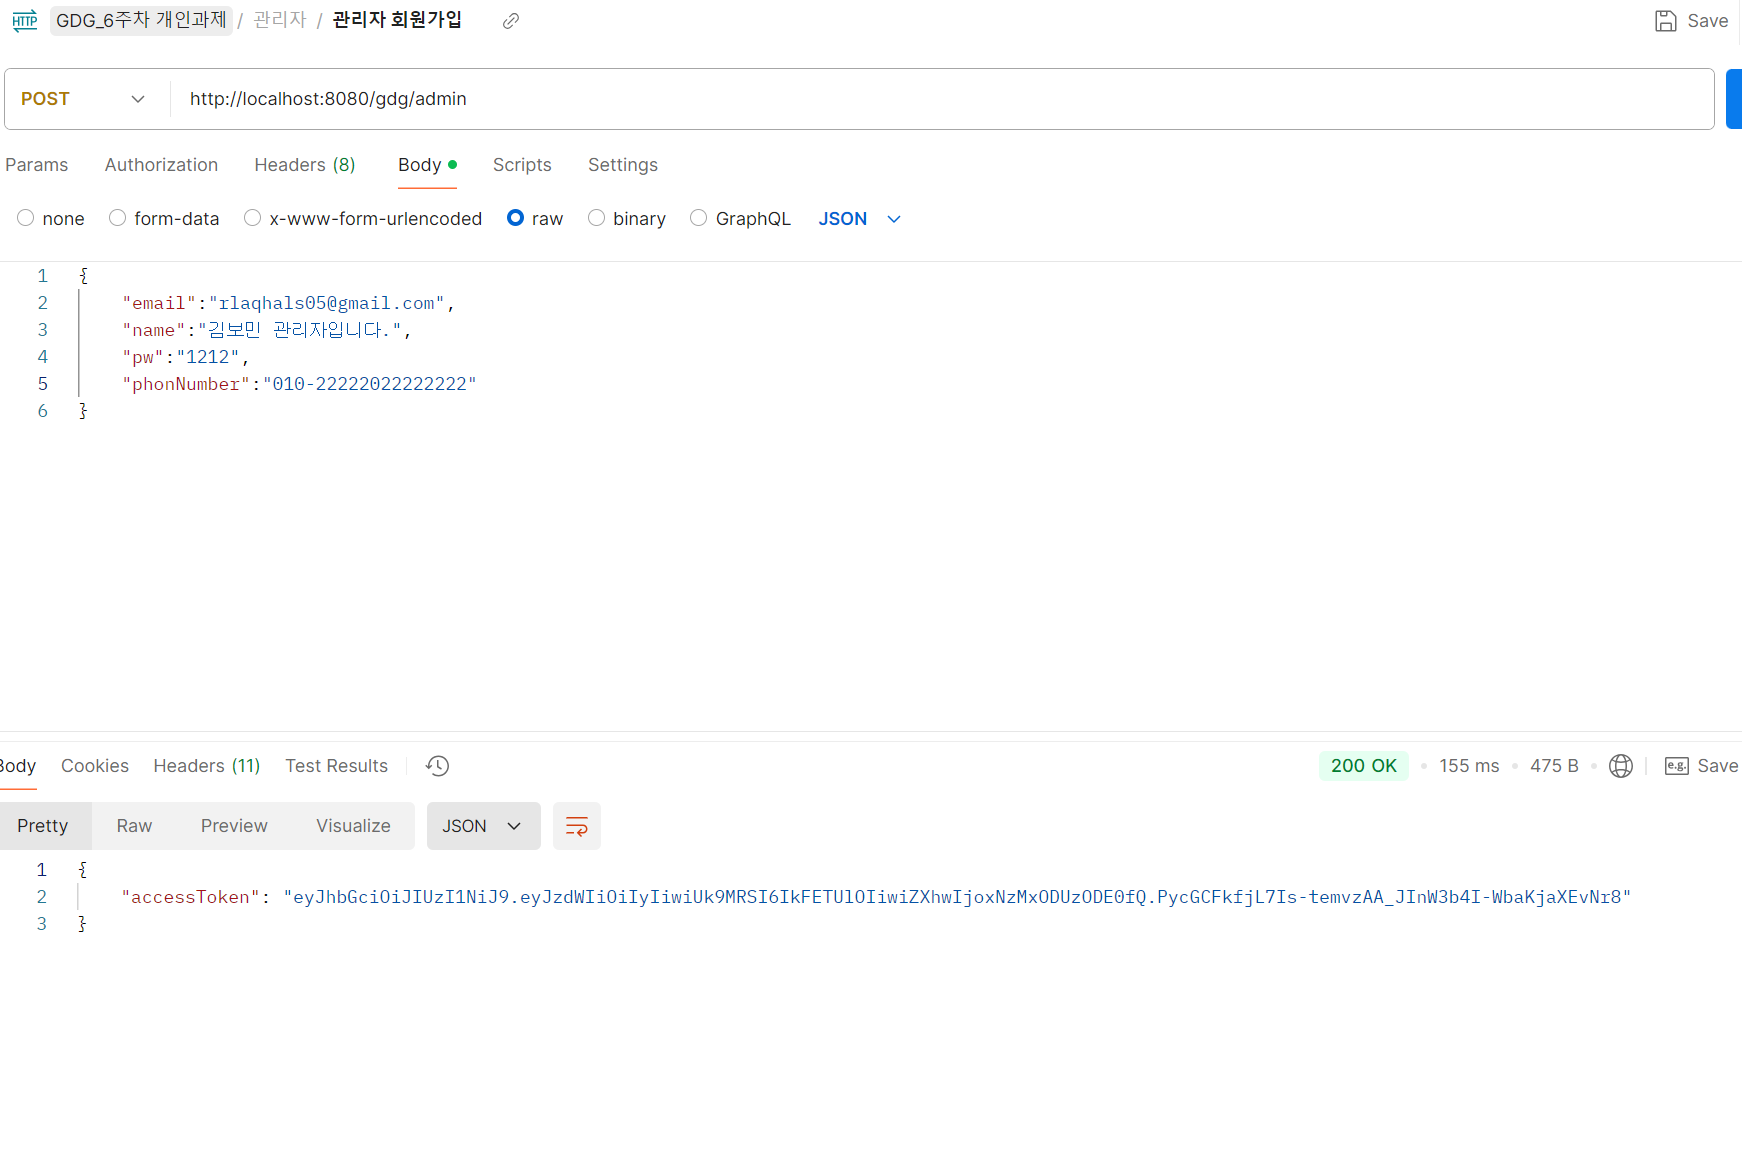 HTTP GDG_6주차 개인과제 / 관리자 / 관리자 회원가입 Save
POST http://localhost:8080/gdg/admin
Params Authorization Headers (8) Body Scripts Settings
none form-data x-www-form-urlencoded raw binary GraphQL JSON
1 {
2 "email":"rlaqhals05@gmail.com",
3 "name":"김보민 관리자입니다.",
4 "pw":"1212",
5 "phonNumber":"010-22222022222222"
6 }
Body Cookies Headers (11) Test Results 200 OK 155 ms 475 B e.g. Save
Pretty Raw Preview Visualize JSON
1 {
2 "accessToken": "eyJhbGciOiJIUzI1NiJ9.eyJzdWIiOiIyIiwiUk9MRSI6IkFETUlOIiwiZXhwIjoxNzMxODUzODE0fQ.PycGCFkfjL7Is-temvzAA_JInW3b4I-WbaKjaXEvNr8"
3 }